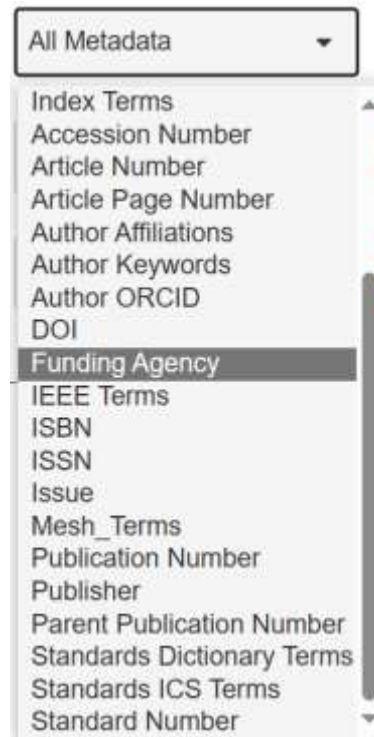 All Metadata
Index Terms
Accession Number
Article Number
Article Page Number
Author Affiliations
Author Keywords
Author ORCID
DOI
Funding Agency
IEEE Terms
ISBN
ISSN
Issue
Mesh_Terms
Publication Number
Publisher
Parent Publication Number
Standards Dictionary Terms
Standards ICS Terms
Standard Number